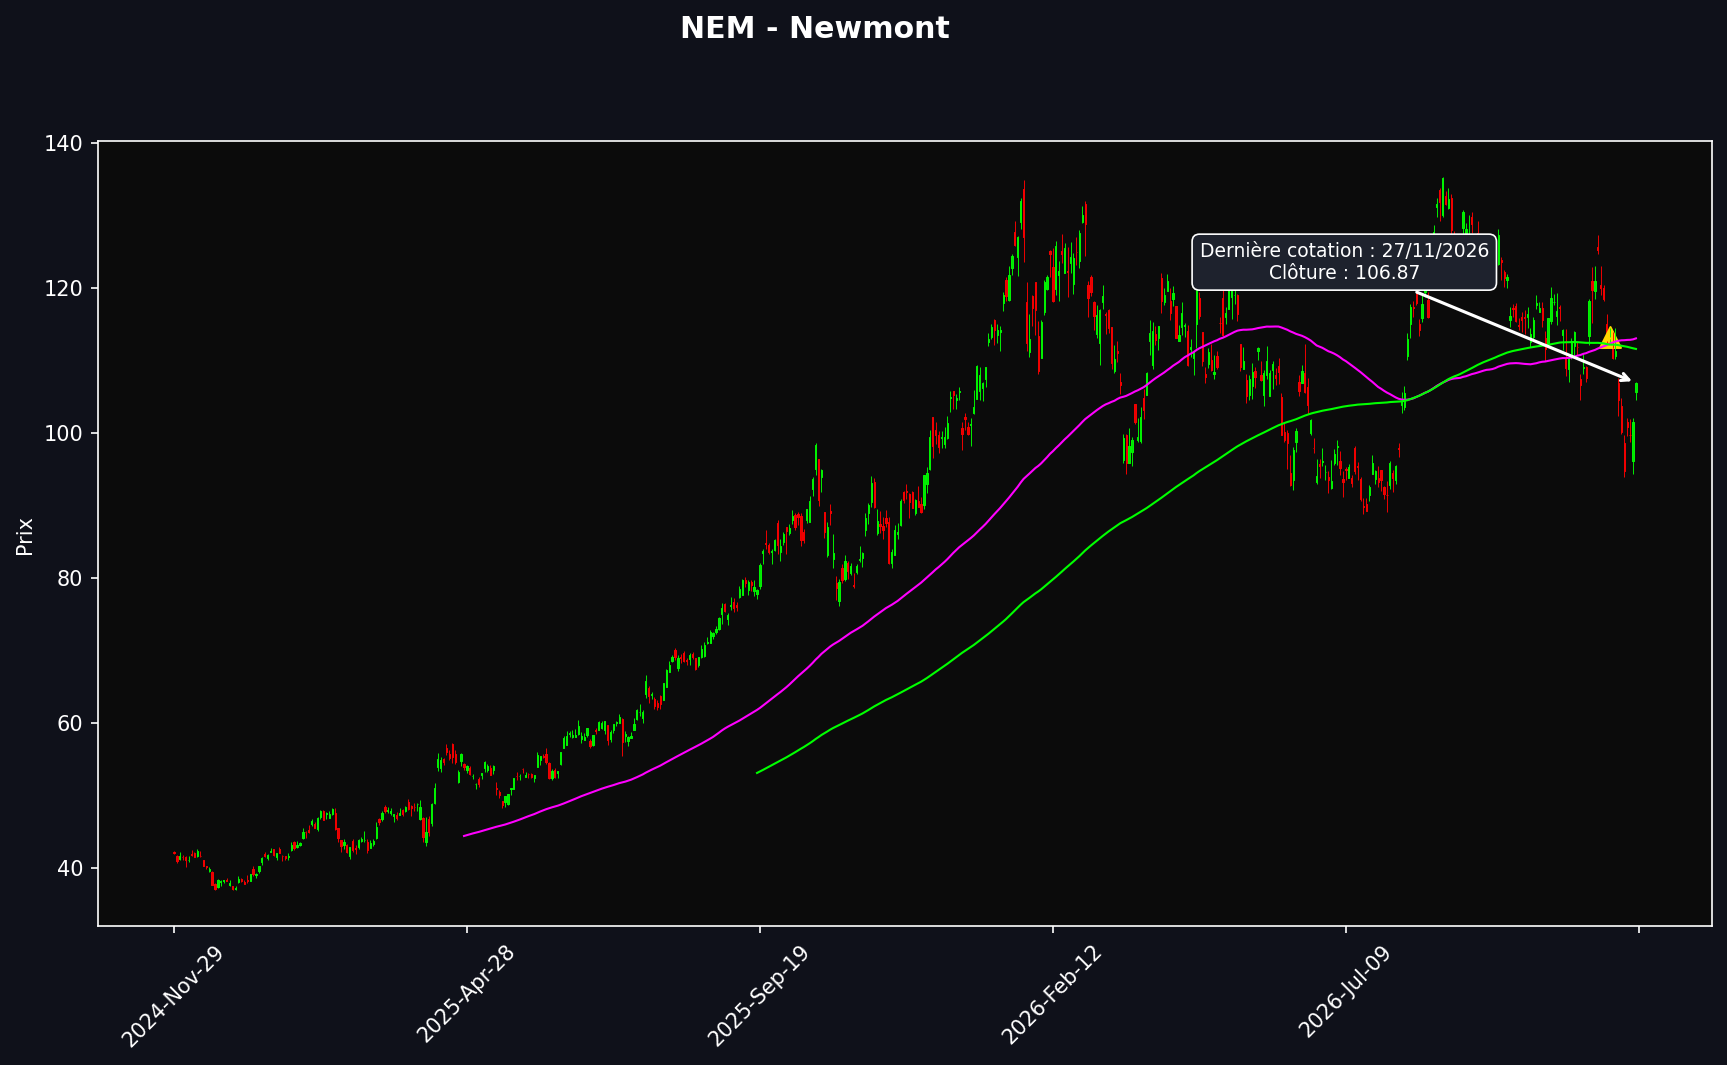 NEM - Newmont
140
120
100
80
60
40
Prix
Dernière cotation : 27/11/2026
Clôture : 106.87
2024-Nov-29
2025-Apr-28
2025-Sep-19
2026-Feb-12
2026-Jul-09